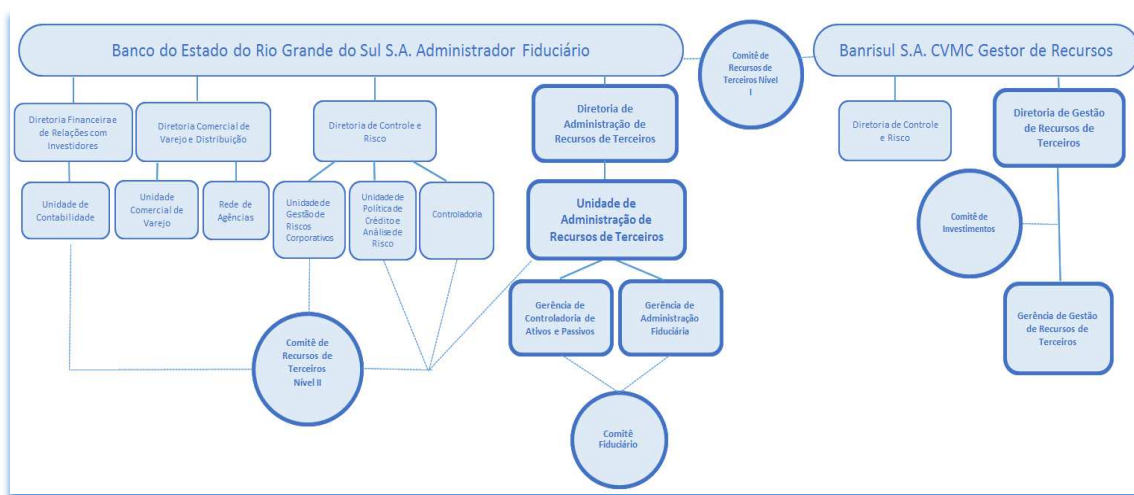 Banco do Estado do Rio Grande do Sul S.A. Administrador Fiduciário
Comitê de
Recursos de
Terceiros Nível
I
Banrisul S.A. CVMC Gestor de Recursos
Diretoria Financeira e
de Relações com
Investidores
Diretoria Comercial de
Varejo e Distribuição
Diretoria de Controle e
Risco
Diretoria de
Administração de
Recursos de Terceiros
Diretoria de Controle
e Risco
Diretoria de Gestão
de Recursos de
Terceiros
Unidade de
Contabilidade
Unidade
Comercial de
Varejo
Rede de
Agências
Unidade de
Gestão de
Riscos
Corporativos
Unidade de
Política de
Crédito e
Análise de
Risco
Controladoria
Unidade de
Administração de
Recursos de Terceiros
Comitê de
Investimentos
Gerência de
Controladoria de
Ativos e Passivos
Gerência de
Administração
Fiduciária
Gerência de Gestão
de Recursos de
Terceiros
Comitê de
Recursos de
Terceiros
Nível II
Comitê
Fiduciário